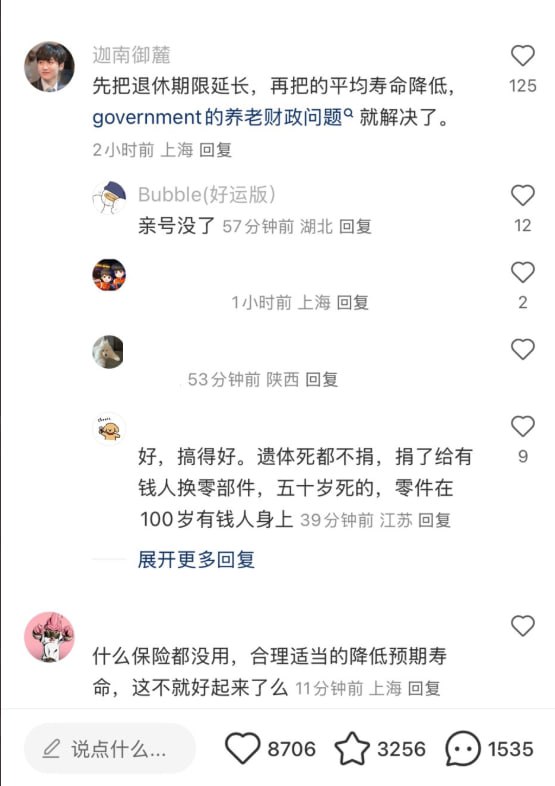 迦南御麓
先把退休期限延长，再把的平均寿命降低，
government的养老财政问题 就解决了。
125
2小时前 上海 回复
Bubble(好运版）
亲号没了 57分钟前 湖北 回复
12
1小时前 上海 回复
2
53分钟前 陕西 回复
好，搞得好。遗体死都不捐，捐了给有
9
钱人换零部件，五十岁死的，零件在
100岁有钱人身上 39分钟前 江苏 回复
展开更多回复
什么保险都没用，合理适当的降低预期寿
命，这不就好起来了么 11分钟前 上海 回复
说点什么... 8706 3256 1535